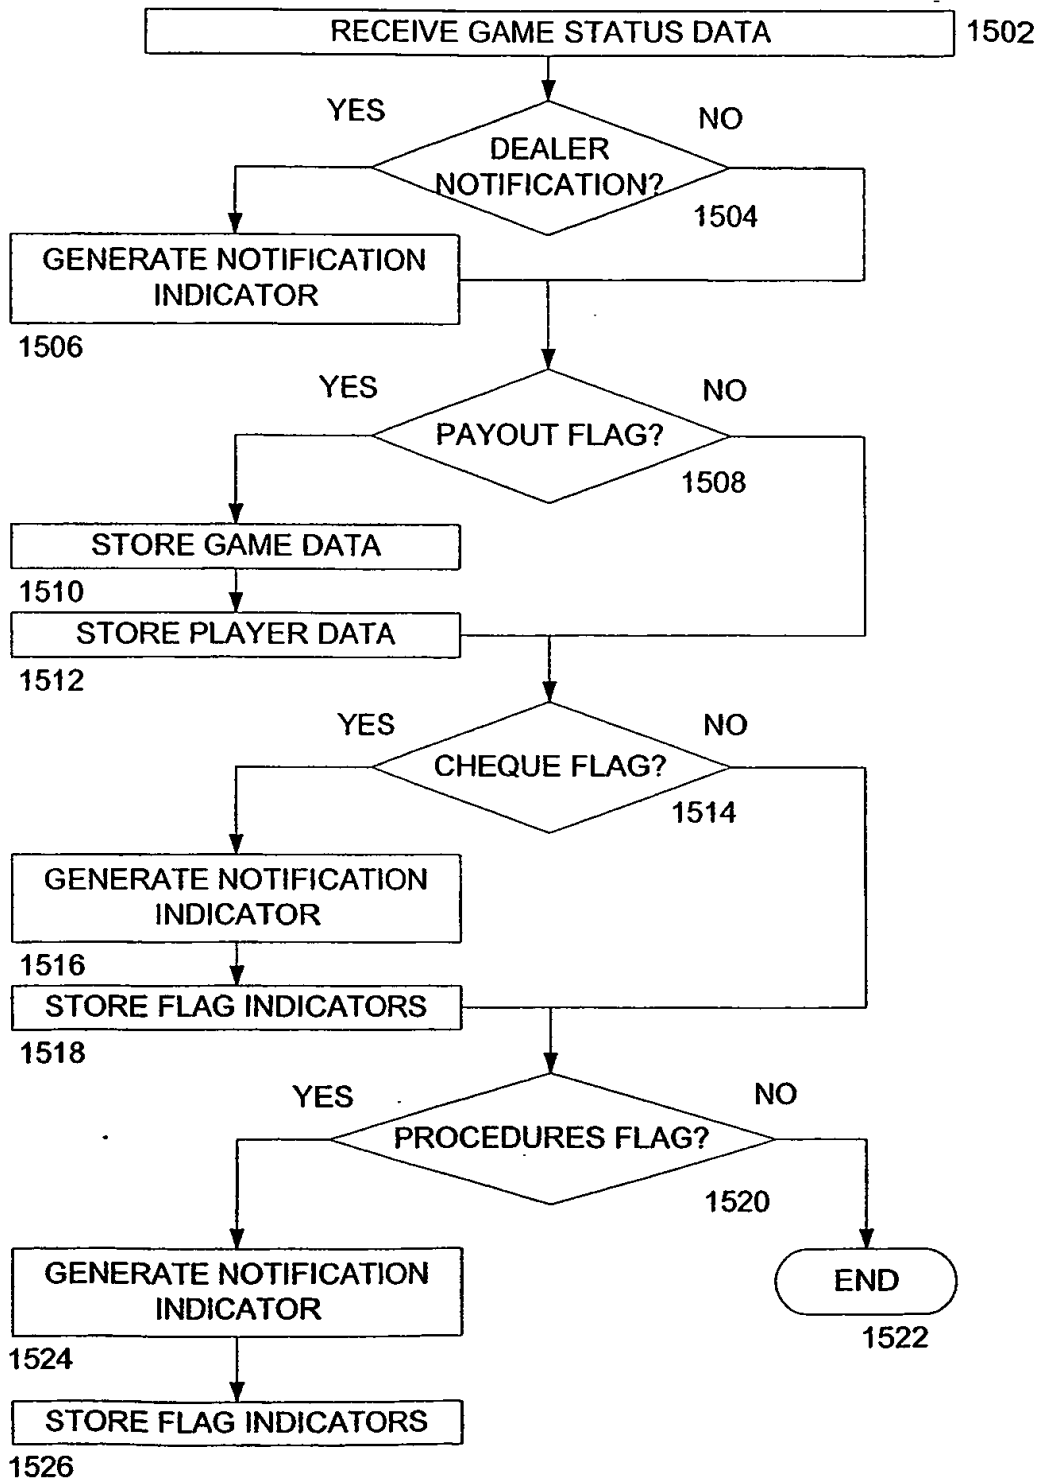 RECEIVE GAME STATUS DATA
1502
YES
NO
DEALER
NOTIFICATION?
1504
GENERATE NOTIFICATION
INDICATOR
1506
YES
NO
PAYOUT FLAG?
1508
STORE GAME DATA
1510
STORE PLAYER DATA
1512
YES
NO
CHEQUE FLAG?
1514
GENERATE NOTIFICATION
INDICATOR
1516
STORE FLAG INDICATORS
1518
YES
NO
PROCEDURES FLAG?
1520
GENERATE NOTIFICATION
INDICATOR
1524
END
1522
STORE FLAG INDICATORS
1526